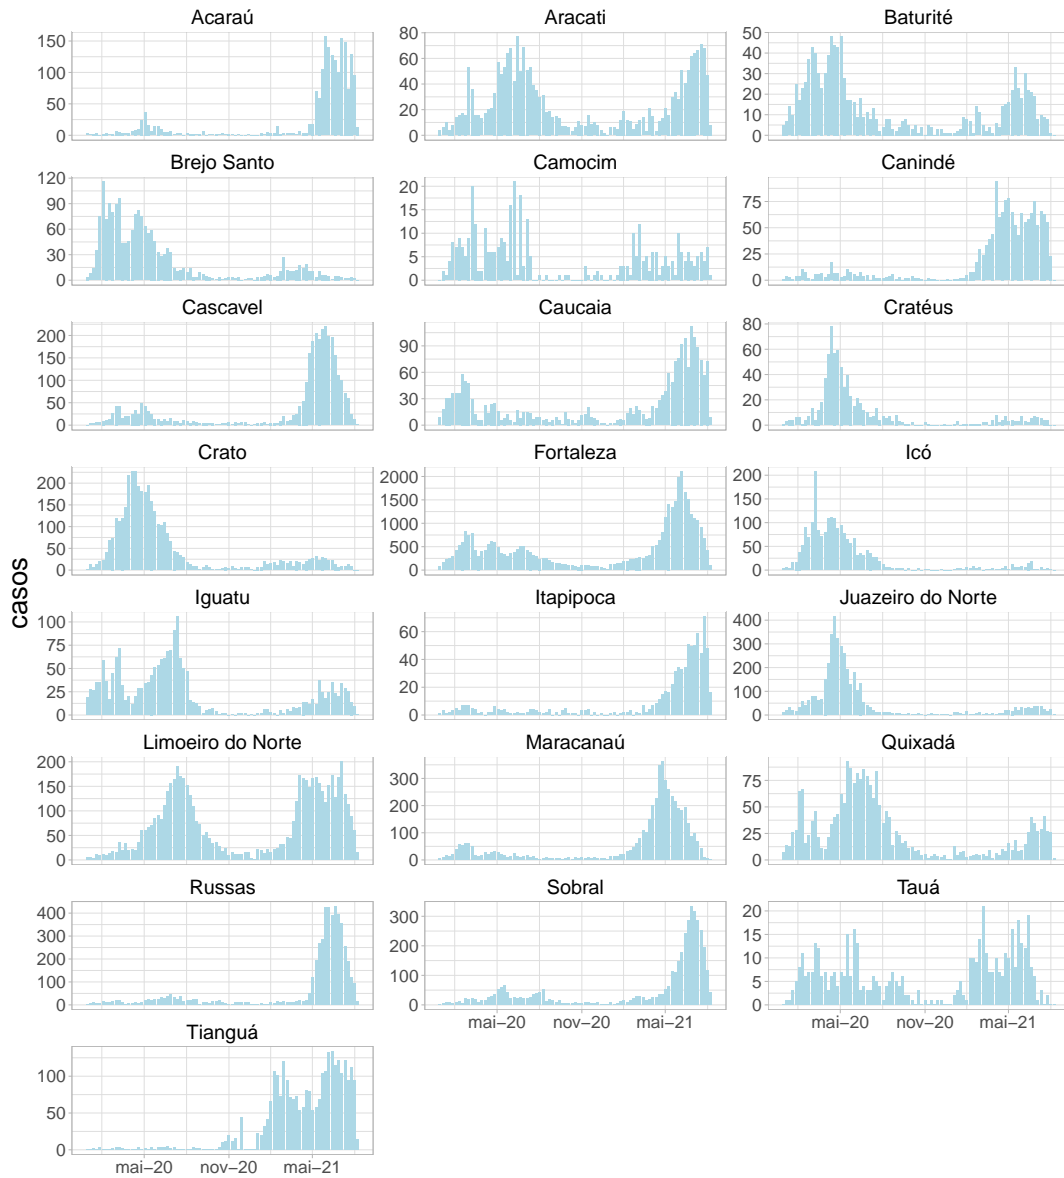 Acaraú Aracati Baturité
150 100 50 0
80 60 40 20 0
50 40 30 20 10 0
Brejo Santo Camocim Canindé
120 90 60 30 0
20 15 10 5 0
75 50 25 0
Cascavel Caucaia Cratéus
200 150 100 50 0
90 60 30 0
80 60 40 20 0
Crato Fortaleza Icó
200 150 100 50 0
2000 1500 1000 500 0
200 150 100 50 0
casos
Iguatu Itapipoca Juazeiro do Norte
100 75 50 25 0
60 40 20 0
400 300 200 100 0
Limoeiro do Norte Maracanaú Quixadá
200 150 100 50 0
300 200 100 0
75 50 25 0
Russas Sobral Tauá
400 300 200 100 0
300 200 100 0
20 15 10 5 0
mai–20 nov–20 mai–21 mai–20 nov–20 mai–21
Tianguá
100 50 0
mai–20 nov–20 mai–21